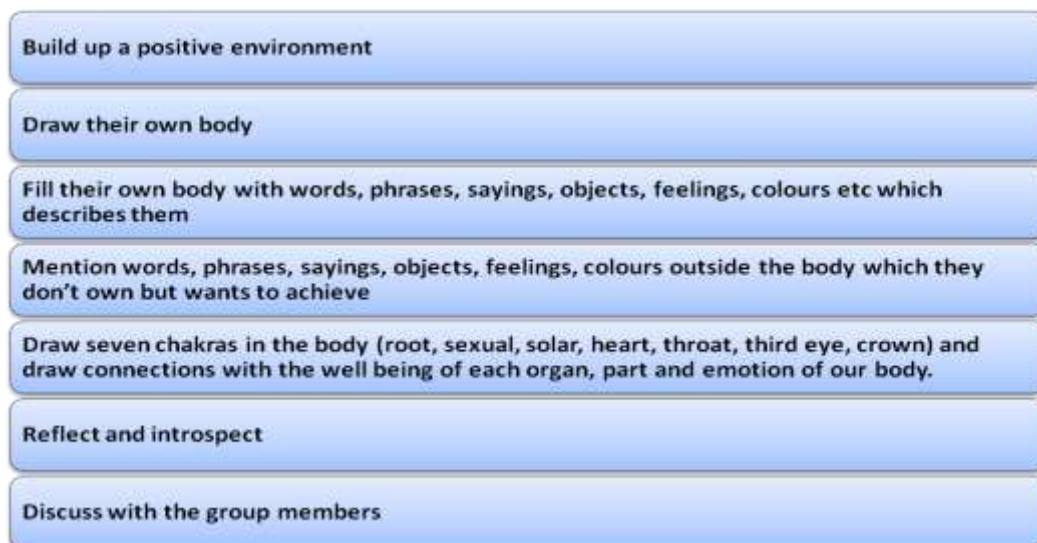 Build up a positive environment
Draw their own body
Fill their own body with words, phrases, sayings, objects, feelings, colours etc which
describes them
Mention words, phrases, sayings, objects, feelings, colours outside the body which they
don't own but wants to achieve
Draw seven chakras in the body (root, sexual, solar, heart, throat, third eye, crown) and
draw connections with the well being of each organ, part and emotion of our body.
Reflect and introspect
Discuss with the group members